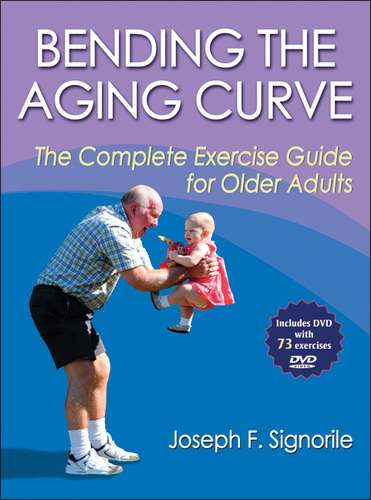 BENDING THE
AGING CURVE
The Complete Exercise Guide
for Older Adults
Includes DVD
with
73 exercises
DVD
VIDEO
Joseph F. Signorile